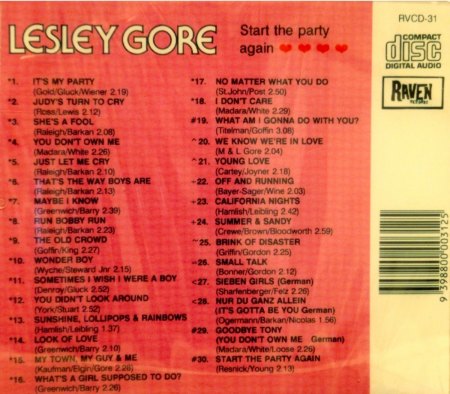 LESLEY GORE
Start the party
again
RVCD-31
COMPACT
disc
DIGITAL AUDIO
RAVEN
RECORDS
*1. IT'S MY PARTY
(Gold/Gluck/Wiener 2.19)
*2. JUDY'S TURN TO CRY
(Ross/Lewis 2.12)
*3. SHE'S A FOOL
(Raleigh/Barkan 2.08)
*4. YOU DON'T OWN ME
(Madara/White 2.26)
*5. JUST LET ME CRY
(Raleigh/Barkan 2.10)
*6. THAT'S THE WAY BOYS ARE
(Raleigh/Barkan 2.13)
*7. MAYBE I KNOW
(Greenwich/Barry 2.39)
*8. RUN BOBBY RUN
(Raleigh/Barkan 2.23)
*9. THE OLD CROWD
(Goffin/King 2.27)
*10. WONDER BOY
(Wyche/Steward Jnr 2.15)
*11. SOMETIMES I WISH I WERE A BOY
(Denroy/Gluck 2.52)
*12. YOU DIDN'T LOOK AROUND
(York/Stuart 2.52)
*13. SUNSHINE, LOLLIPOPS & RAINBOWS
(Hamlish/Leibling 1.37)
*14. LOOK OF LOVE
(Greenwich/Barry 2.10)
*15. MY TOWN, MY GUY & ME
(Kaufman/Elgin/Gore 2.28)
*16. WHAT'S A GIRL SUPPOSED TO DO?
(Greenwich/Barry 2.26)
*17. NO MATTER WHAT YOU DO
(St.John/Post 2.50)
*18. I DON'T CARE
(Madara/White 2.29)
#19. WHAT AM I GONNA DO WITH YOU?
(Titelman/Goffin 3.08)
^20. WE KNOW WE'RE IN LOVE
(M & L Gore 2.04)
^21. YOUNG LOVE
(Cartey/Joyner 2.18)
+22. OFF AND RUNNING
(Bayer-Sager/Wine 2.03)
+23. CALIFORNIA NIGHTS
(Hamlish/Leibling 2.42)
+24. SUMMER & SANDY
(Crewe/Brown/Bloodworth 2.59)
~25. BRINK OF DISASTER
(Griffin/Gordon 2.25)
=26. SMALL TALK
(Bonner/Gordon 2.12)
<27. SIEBEN GIRLS (German)
(Sharfenberger/Felz 2.26)
<28. NUR DU GANZ ALLEIN
(IT'S GOTTA BE YOU German)
(Ogermann/Barkan/Nicolas 1.56)
#29. GOODBYE TONY
(YOU DON'T OWN ME German)
(Madara/White/Loose 2.26)
#30. START THE PARTY AGAIN
(Resnick/Young 2.13)
9398800003125